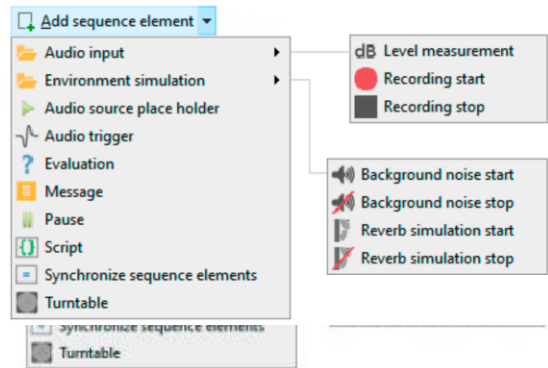 Add sequence element
Audio input
Environment simulation
Audio source place holder
Audio trigger
? Evaluation
Message
Pause
{} Script
= Synchronize sequence elements
Turntable
dB Level measurement
Recording start
Recording stop
Background noise start
Background noise stop
Reverb simulation start
Reverb simulation stop
Synchronize sequence elements
Turntable